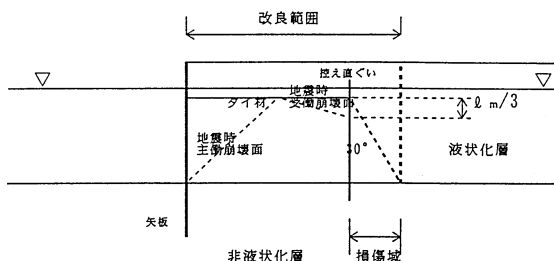 改良範囲
控え直ぐい
地震時
受働崩壊面
タイ材
ℓ m/3
地震時
主働崩壊面
30°
液状化層
矢板
非液状化層
損傷域